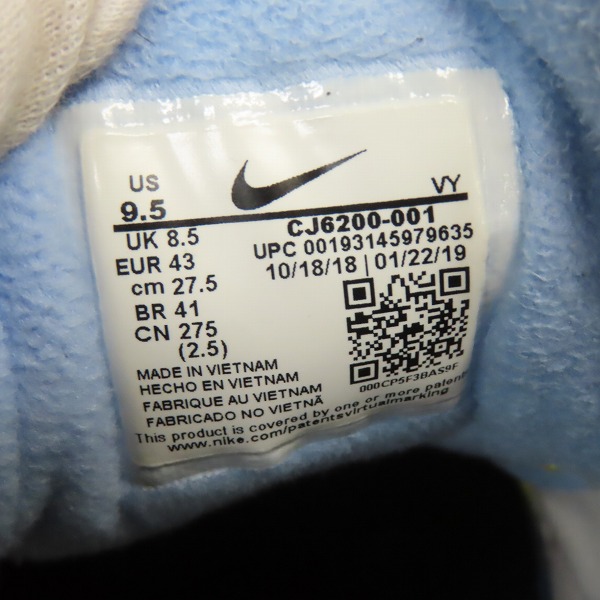 US
9.5
VY
UK 8.5
EUR 43
cm 27.5
BR 41
CN 275
(2.5)
CJ6200-001
UPC 00193145979635
10/18/18 | 01/22/19
000CP5F3BAS9F
MADE IN VIETNAM
HECHO EN VIETNAM
FABRIQUE AU VIETNAM
FABRICADO NO VIETNÃ
This product is covered by one or more patents
www.nike.com/patentsvirtualmarking